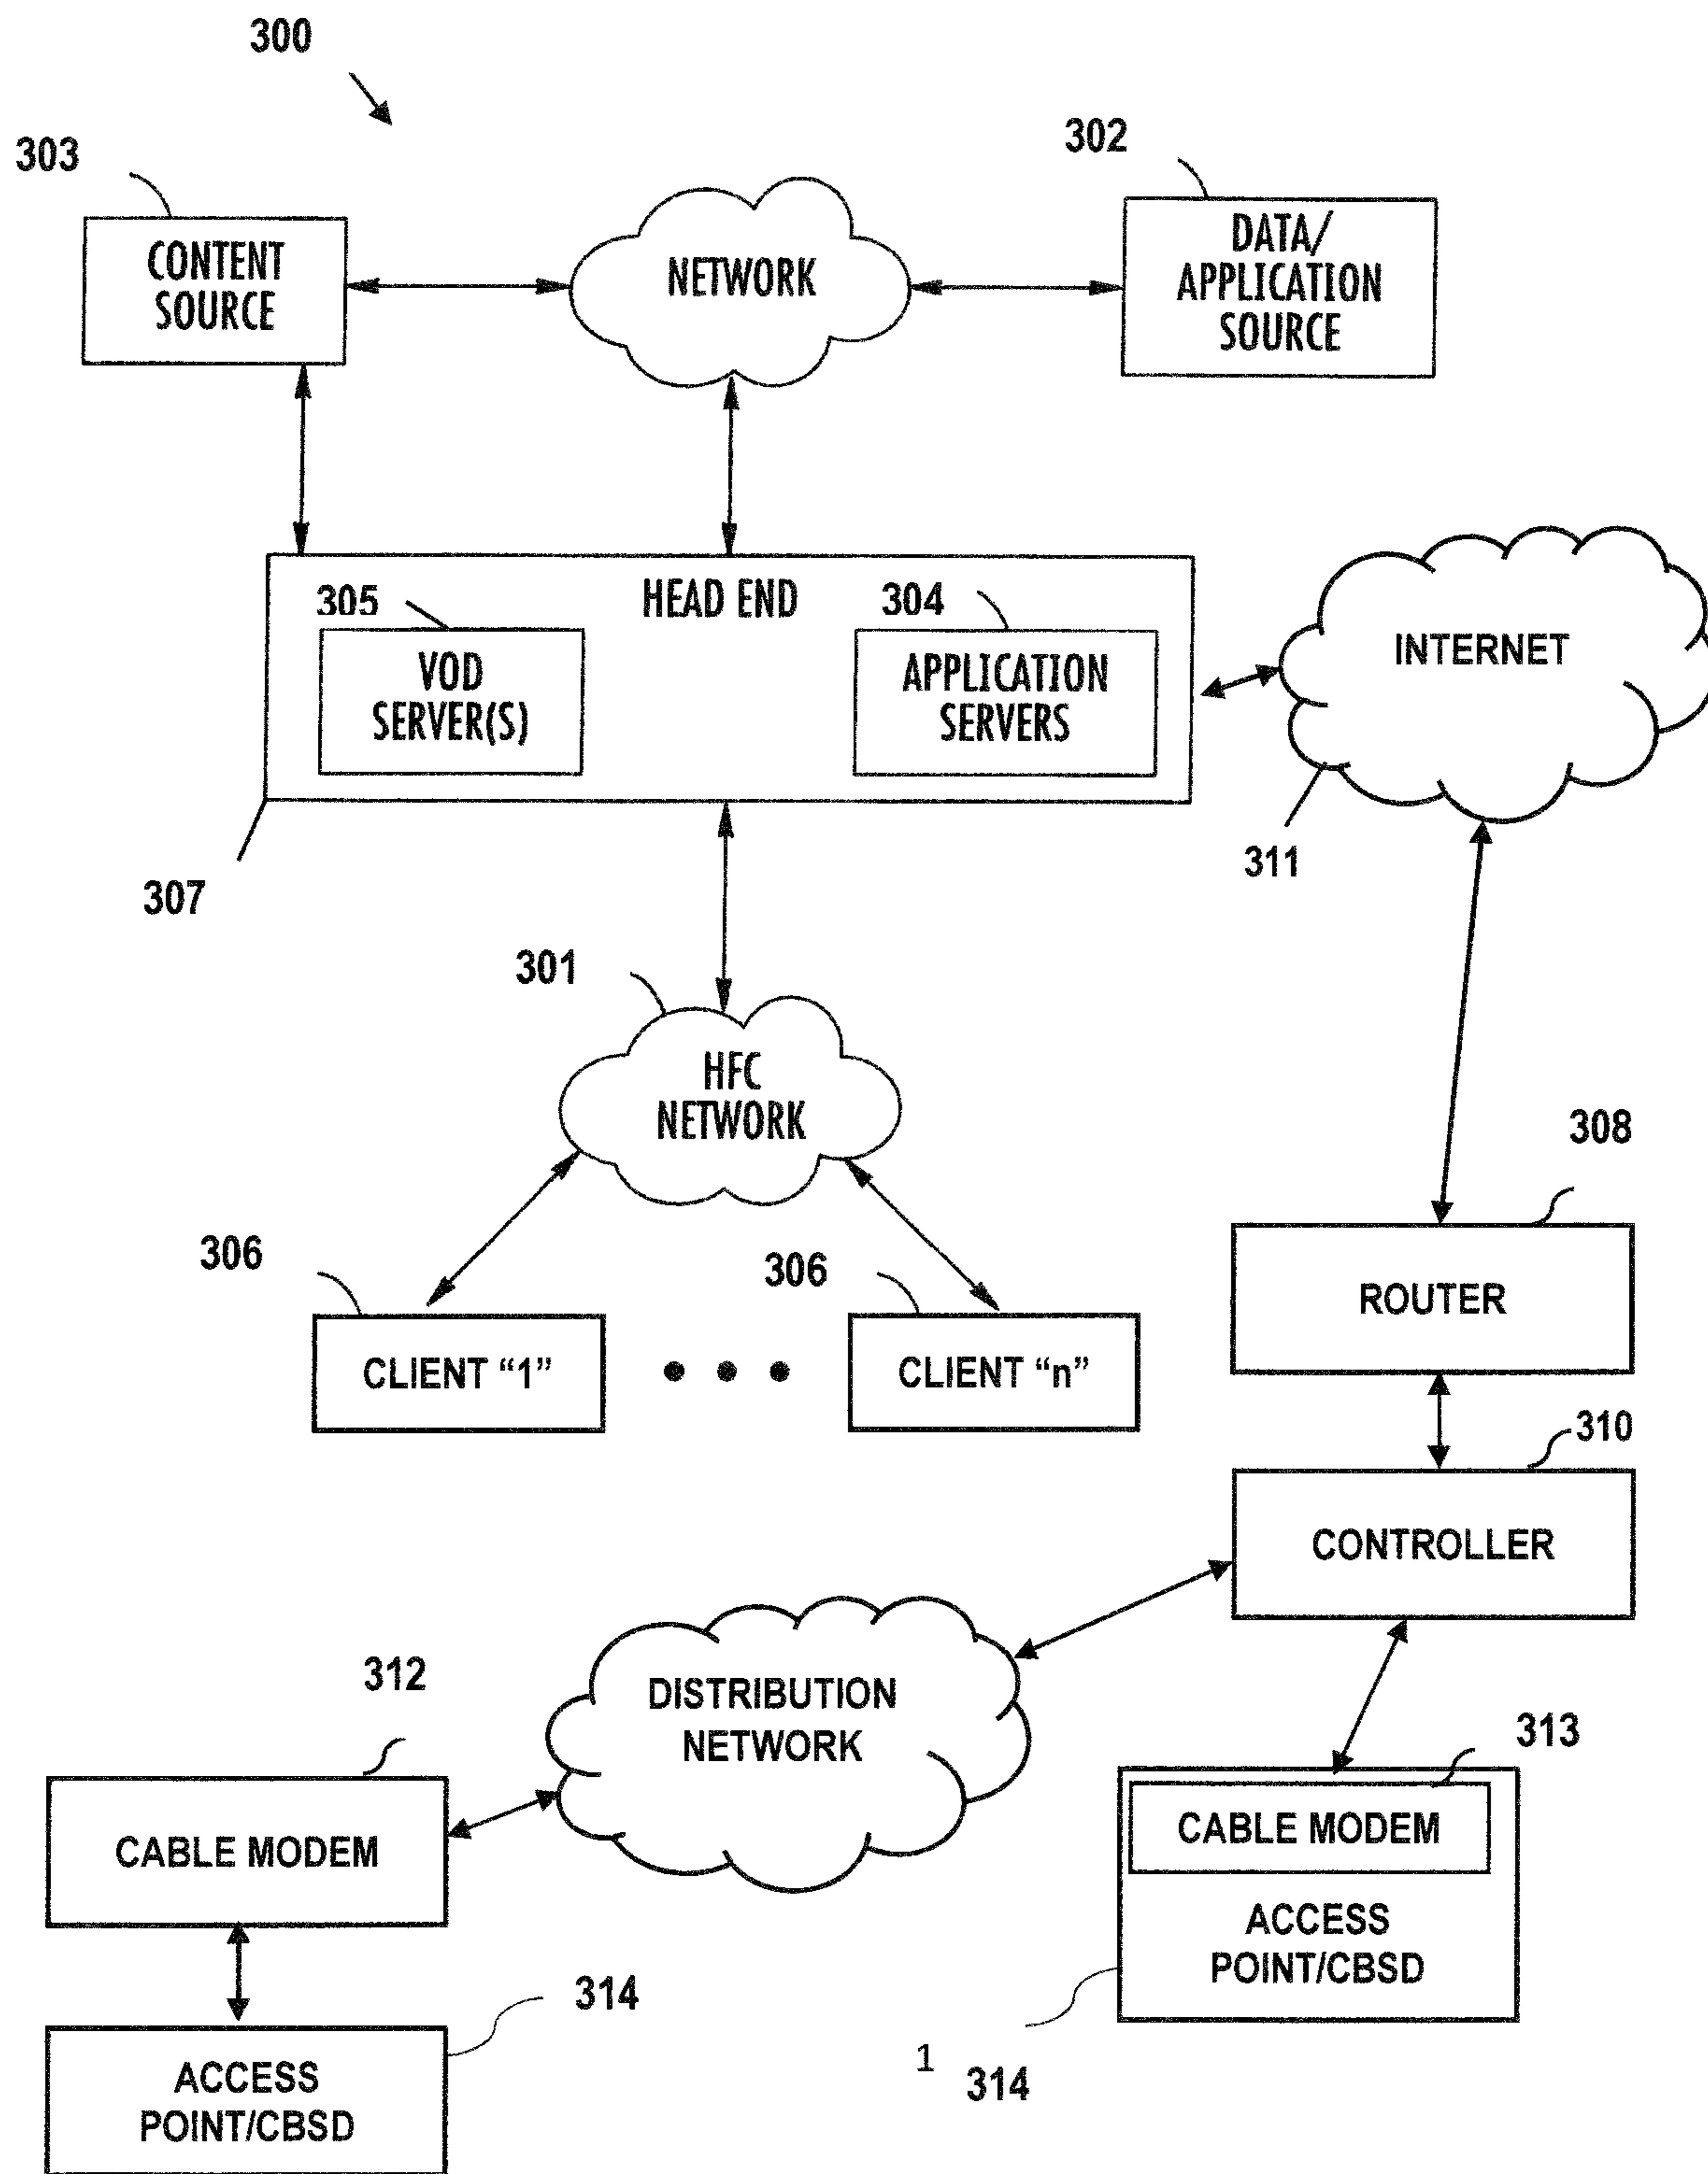 300
303
302
CONTENT
SOURCE
NETWORK
DATA/
APPLICATION
SOURCE
305
HEAD END
304
VOD
SERVER(S)
APPLICATION
SERVERS
INTERNET
311
307
301
HFC
NETWORK
308
306
306
ROUTER
CLIENT “1”
CLIENT “n”
310
CONTROLLER
312
DISTRIBUTION
NETWORK
313
CABLE MODEM
CABLE MODEM
ACCESS
POINT/CBSD
314
1
314
ACCESS
POINT/CBSD